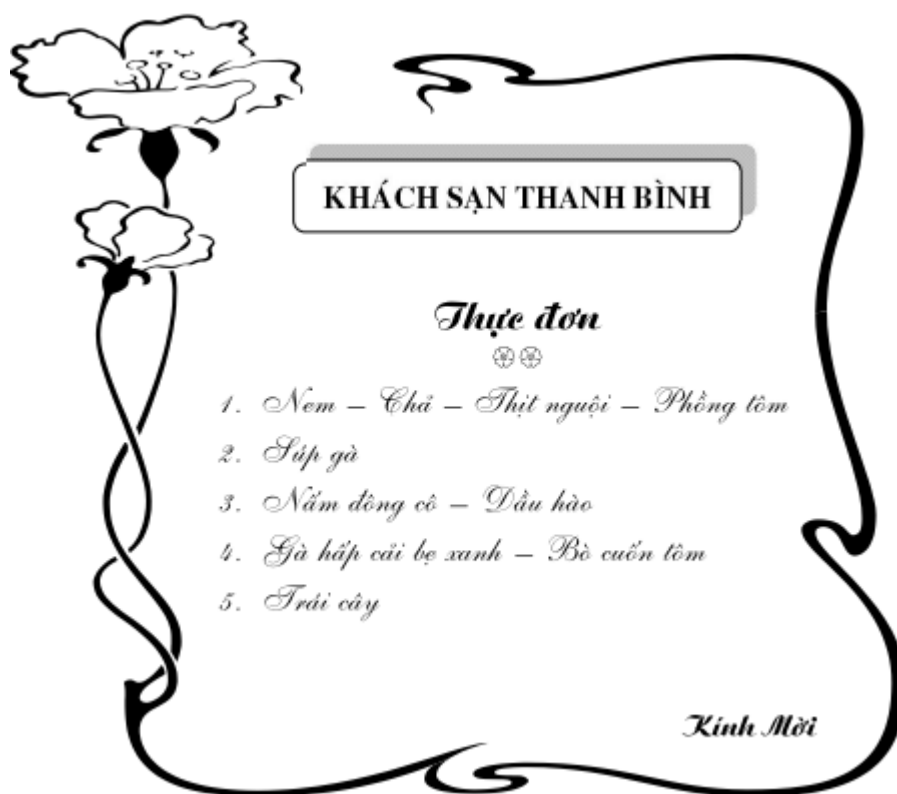 KHÁCH SẠN THANH BÌNH
Thực đơn
1. Nem – Chả – Thịt nguội – Phồng tôm
2. Súp gà
3. Nấm đông cô – Dầu hào
4. Gà hấp cải bẹ xanh – Bò cuốn tôm
5. Trái cây
Kính Mời